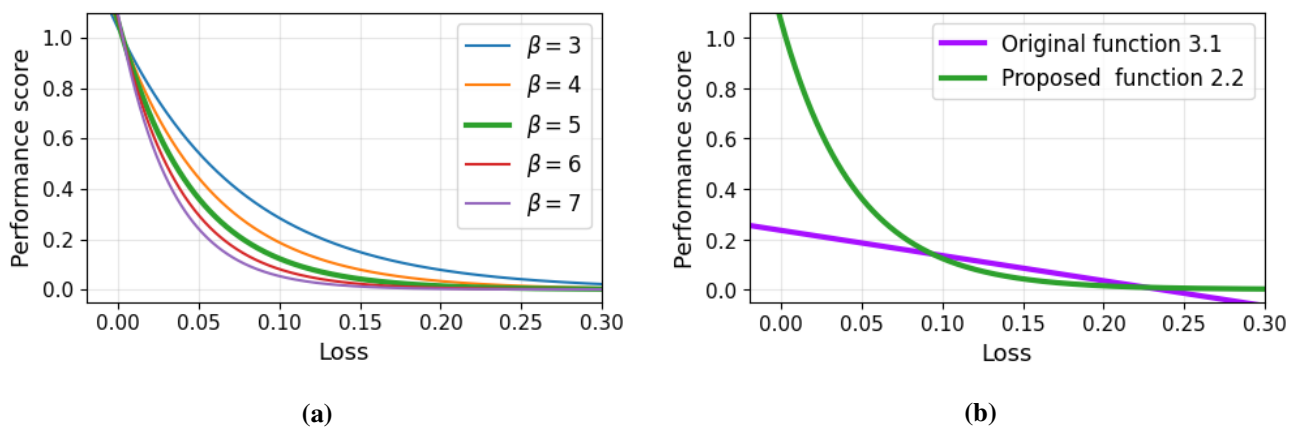 Performance score
1.0
0.8
0.6
0.4
0.2
0.0
0.00 0.05 0.10 0.15 0.20 0.25 0.30
Loss
β = 3
β = 4
β = 5
β = 6
β = 7
(a)
Performance score
1.0
0.8
0.6
0.4
0.2
0.0
0.00 0.05 0.10 0.15 0.20 0.25 0.30
Loss
Original function 3.1
Proposed function 2.2
(b)